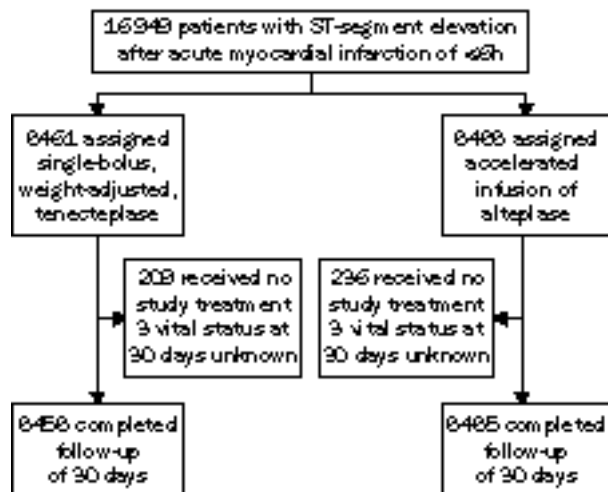 16949 patients with ST-segment elevation
after acute myocardial infarction of
8461 assigned
single-bolus,
weight-adjusted,
tenecteplase
8488 assigned
accelerated
infusion of
alteplase
received no
study treatment
3 vital status at
30 days unknown
received no
study treatment
3 vital status at
30 days unknown
8458 completed
follow-up
of 30 days
8485 completed
follow-up
of 30 days